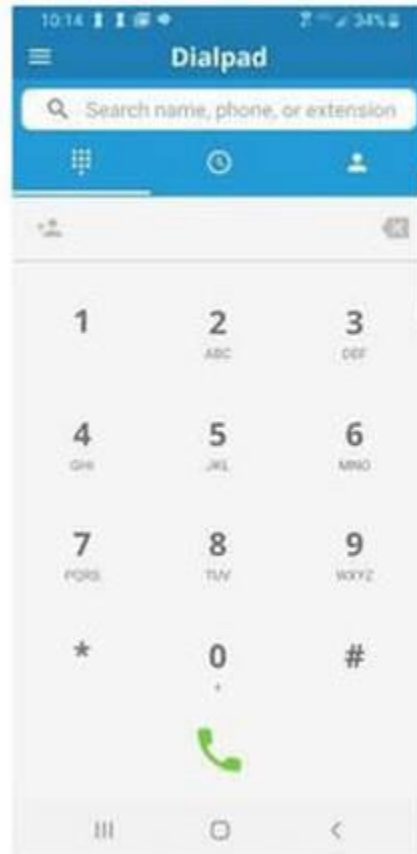 10:14 34%
Dialpad
Search name, phone, or extension
1 2 3
ABC DEF
4 5 6
GHI JKL MNO
7 8 9
PQRS TUV WXYZ
* 0 #
+